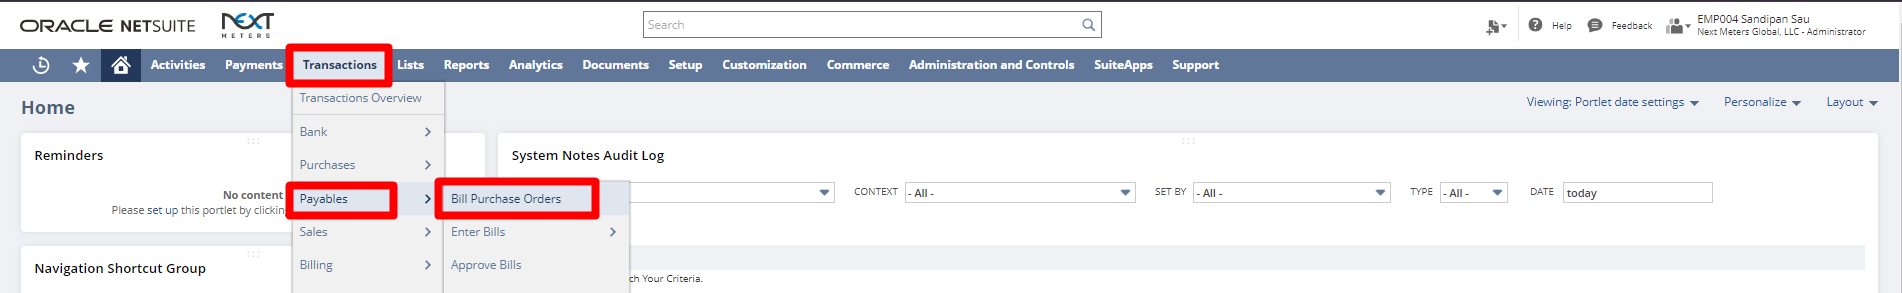 ORACLE NETSUITE
NEXT
METERS
Search
Help
Feedback
EMP004 Sandipan Sau
Next Meters Global, LLC - Administrator
Activities
Payments
Transactions
Lists
Reports
Analytics
Documents
Setup
Customization
Commerce
Administration and Controls
SuiteApps
Support
Home
Viewing: Portlet date settings
Personalize
Layout
Transactions Overview
Bank
Purchases
Payables
Sales
Billing
Bill Purchase Orders
Enter Bills
Approve Bills
Reminders
No content
Please set up this portlet by clicking
Navigation Shortcut Group
System Notes Audit Log
CONTEXT
- All -
SET BY
- All -
TYPE
- All -
DATE
today
ch Your Criteria.